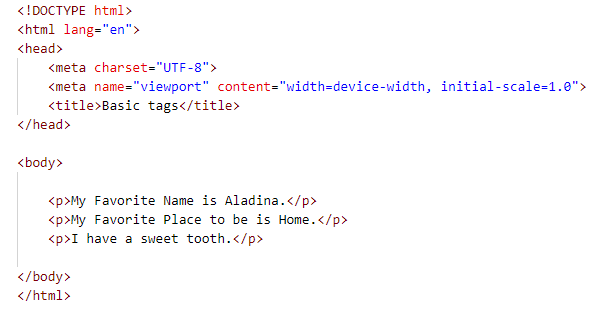 <!DOCTYPE html>
<html lang="en">
<head>
    <meta charset="UTF-8">
    <meta name="viewport" content="width=device-width, initial-scale=1.0">
    <title>Basic tags</title>
</head>

<body>

    <p>My Favorite Name is Aladina.</p>
    <p>My Favorite Place to be is Home.</p>
    <p>I have a sweet tooth.</p>

</body>
</html>